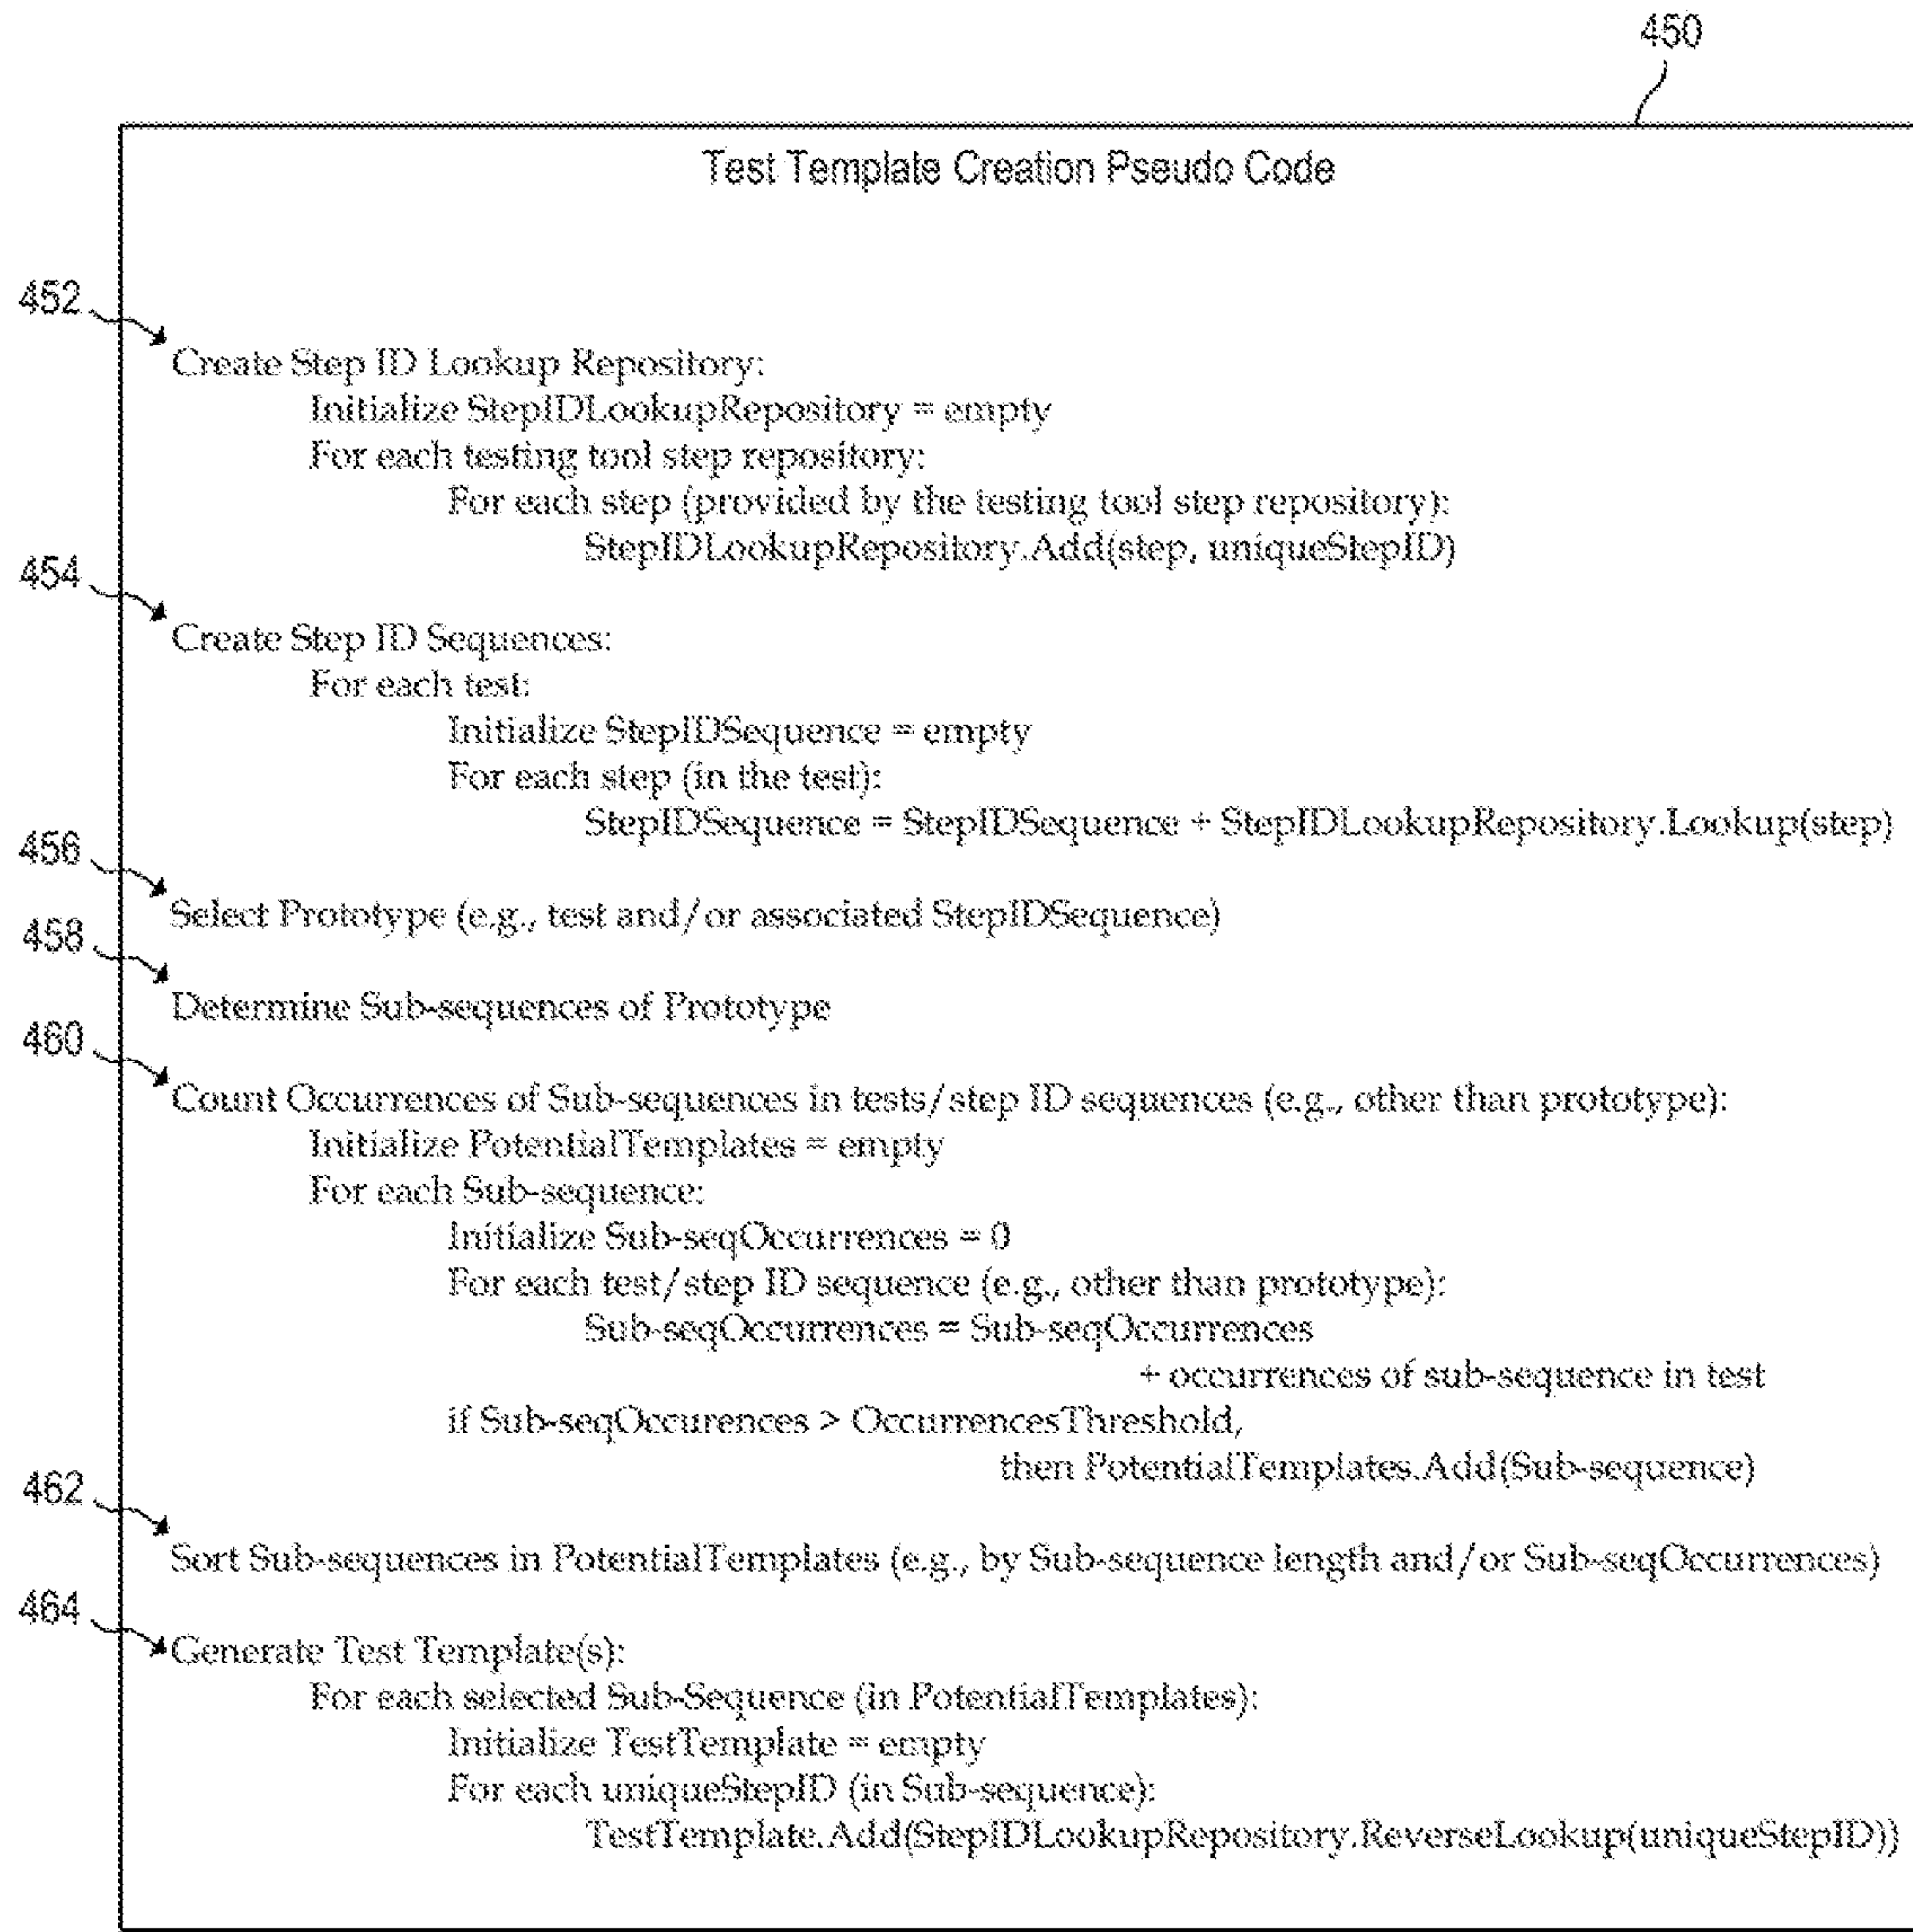 450
Test Template Creation Pseudo Code
452
Create Step ID Lookup Repository:
Initialize StepIDLookupRepository = empty
For each testing tool step repository:
For each step (provided by the testing tool step repository):
StepIDLookupRepository.Add(step, uniqueStepID)
454
Create Step ID Sequences:
For each test:
Initialize StepIDSequence = empty
For each step (in the test):
StepIDSequence = StepIDSequence + StepIDLookupRepository.Lookup(step)
456
Select Prototype (e.g., test and/or associated StepIDSequence)
458
Determine Sub-sequences of Prototype
460
Count Occurrences of Sub-sequences in tests/step ID sequences (e.g., other than prototype):
Initialize PotentialTemplates = empty
For each Sub-sequence:
Initialize Sub-seqOccurrences = 0
For each test/step ID sequence (e.g., other than prototype):
Sub-seqOccurrences = Sub-seqOccurrences
+ occurrences of sub-sequence in test
if Sub-seqOccurences > OccurrencesThreshold,
then PotentialTemplates.Add(Sub-sequence)
462
Sort Sub-sequences in PotentialTemplates (e.g., by Sub-sequence length and/or Sub-seqOccurrences)
464
Generate Test Template(s):
For each selected Sub-Sequence (in PotentialTemplates):
Initialize TestTemplate = empty
For each uniqueStepID (in Sub-sequence):
TestTemplate.Add(StepIDLookupRepository.ReverseLookup(uniqueStepID))